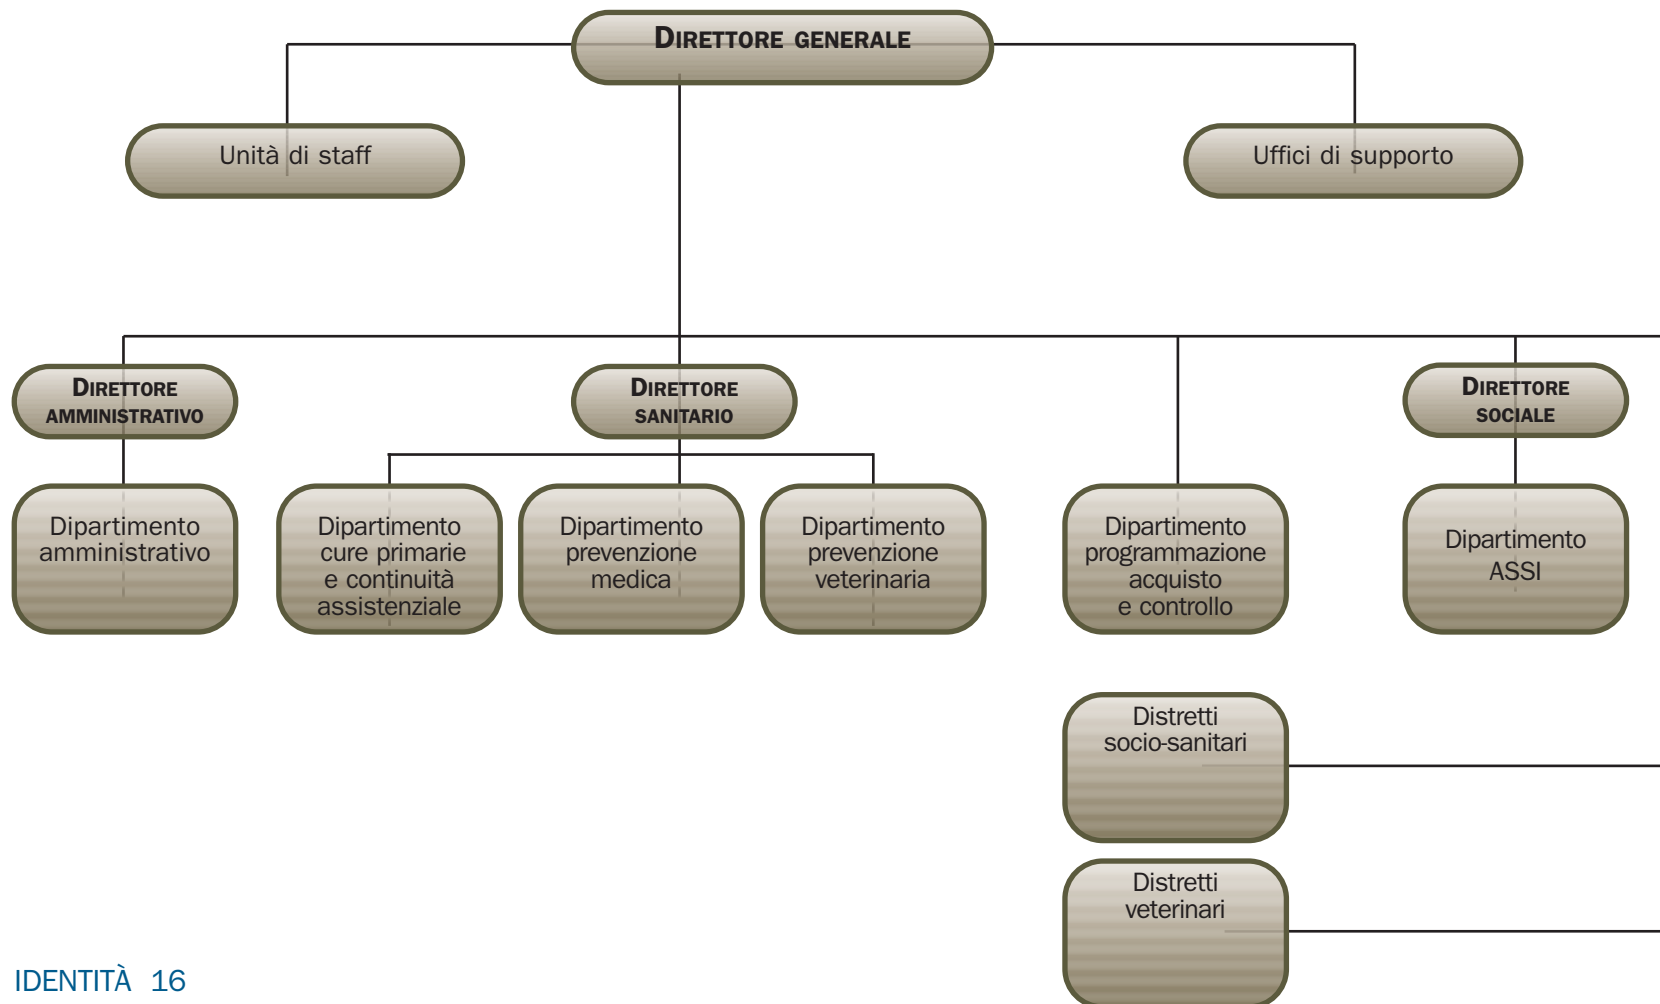 DIRETTORE GENERALE
Unità di staff
Uffici di supporto
DIRETTORE
AMMINISTRATIVO
DIRETTORE
SANITARIO
DIRETTORE
SOCIALE
Dipartimento
amministrativo
Dipartimento
cure primarie
e continuità
assistenziale
Dipartimento
prevenzione
medica
Dipartimento
prevenzione
veterinaria
Dipartimento
programmazione
acquisto
e controllo
Dipartimento
ASSI
Distretti
socio-sanitari
Distretti
veterinari
IDENTITÀ 16